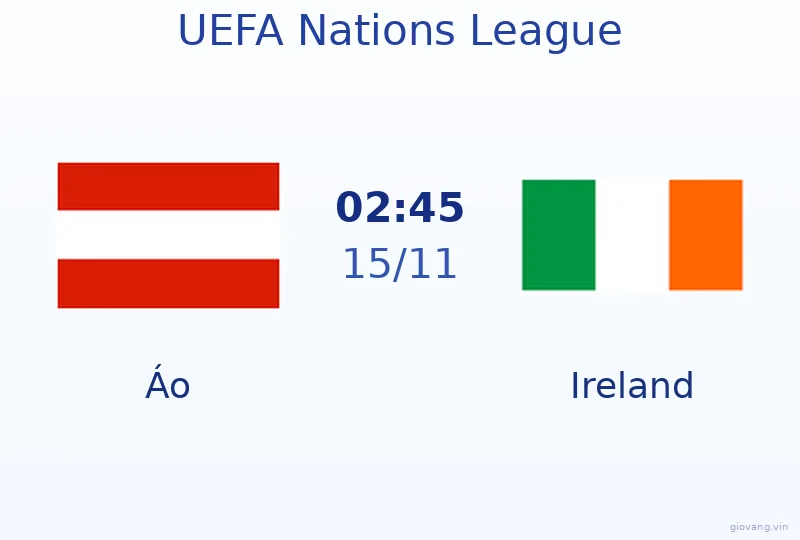 UEFA Nations League
02:45
15/11
Áo
Ireland
giovang.vin